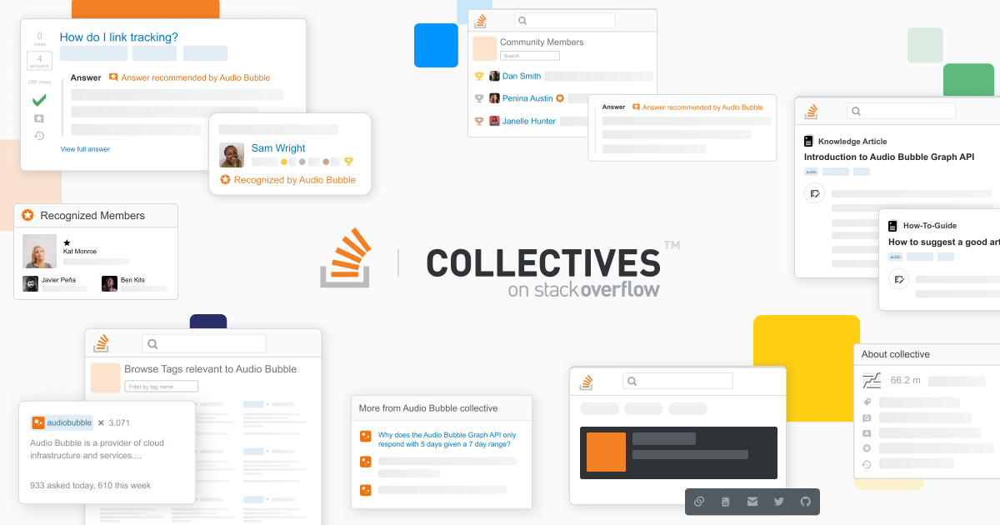 0
votes
4
answers
289 views
How do I link tracking?
Answer Answer recommended by Audio Bubble
View full answer
Sam Wright
Recognized by Audio Bubble
Recognized Members
Kat Monroe
Javier Peña
Ben Kits
Community Members
Search
Dan Smith
Penina Austin
Janelle Hunter
Answer Answer recommended by Audio Bubble
Knowledge Article
Introduction to Audio Bubble Graph API
audio
How-To-Guide
How to suggest a good art
audio
COLLECTIVES™
on stackoverflow
Browse Tags relevant to Audio Bubble
Filter by tag name
audiobubble × 3,071
Audio Bubble is a provider of cloud
infrastructure and services....
933 asked today, 610 this week
More from Audio Bubble collective
Why does the Audio Bubble Graph API only
respond with 5 days given a 7 day range?
About collective
66.2 m